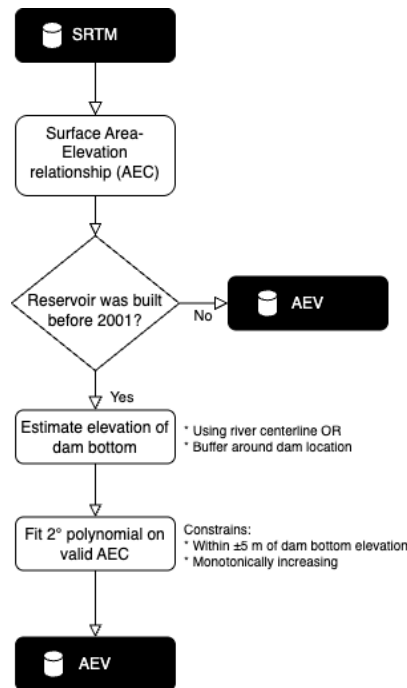 SRTM
Surface Area-
Elevation
relationship (AEC)
Reservoir was built
before 2001?
No
AEV
Yes
Estimate elevation of
dam bottom
* Using river centerline OR
* Buffer around dam location
Fit 2° polynomial on
valid AEC
Constrains:
* Within ±5 m of dam bottom elevation
* Monotonically increasing
AEV